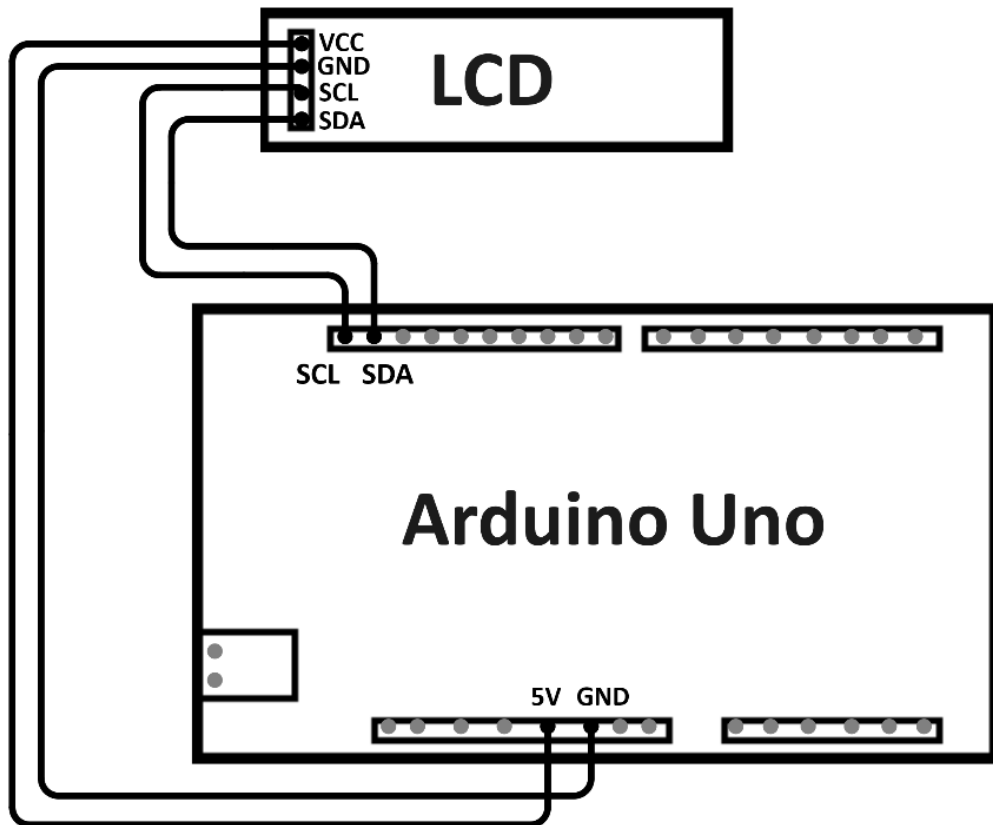 VCC
GND
SCL
SDA
LCD
SCL SDA
Arduino Uno
5V GND